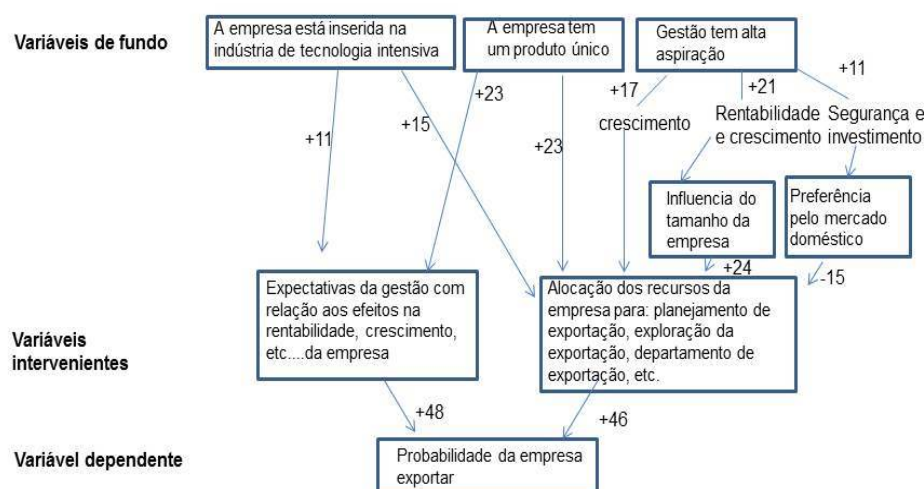 Variáveis de fundo
A empresa está inserida na
indústria de tecnologia intensiva
A empresa tem
um produto único
Gestão tem alta
aspiração
+11
+15
+23
+23
+17
crescimento
+21
+11
Rentabilidade
e crescimento
Segurança e
investimento
Influencia do
tamanho da
empresa
Preferência
pelo mercado
doméstico
+24
-15
Variáveis
intervenientes
Expectativas da gestão com
relação aos efeitos na
rentabilidade, crescimento,
etc....da empresa
Alocação dos recursos da
empresa para: planejamento de
exportação, exploração da
exportação, departamento de
exportação, etc.
+48
+46
Variável dependente
Probabilidade da empresa
exportar